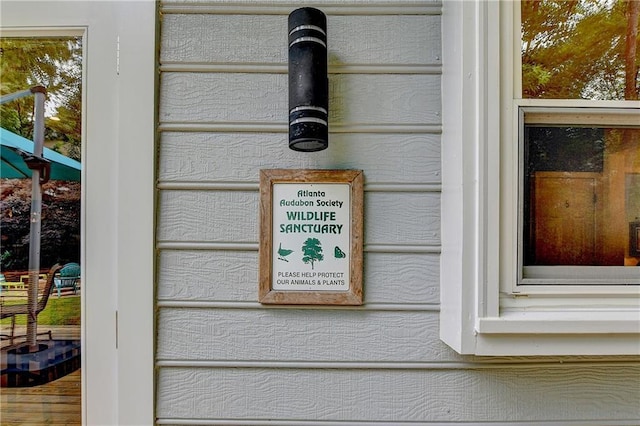 Atlanta
Audubon Society
WILDLIFE
SANCTUARY
PLEASE HELP PROTECT
OUR ANIMALS & PLANTS